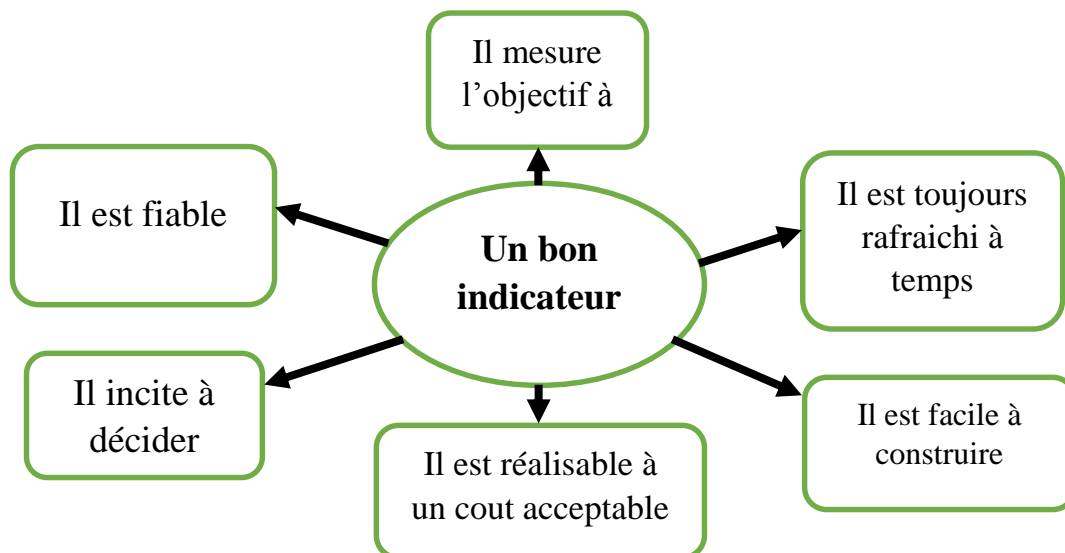 Il mesure
l’objectif à
Il est fiable
Il est toujours
rafraichi à
temps
Un bon
indicateur
Il incite à
décider
Il est facile à
construire
Il est réalisable à
un cout acceptable